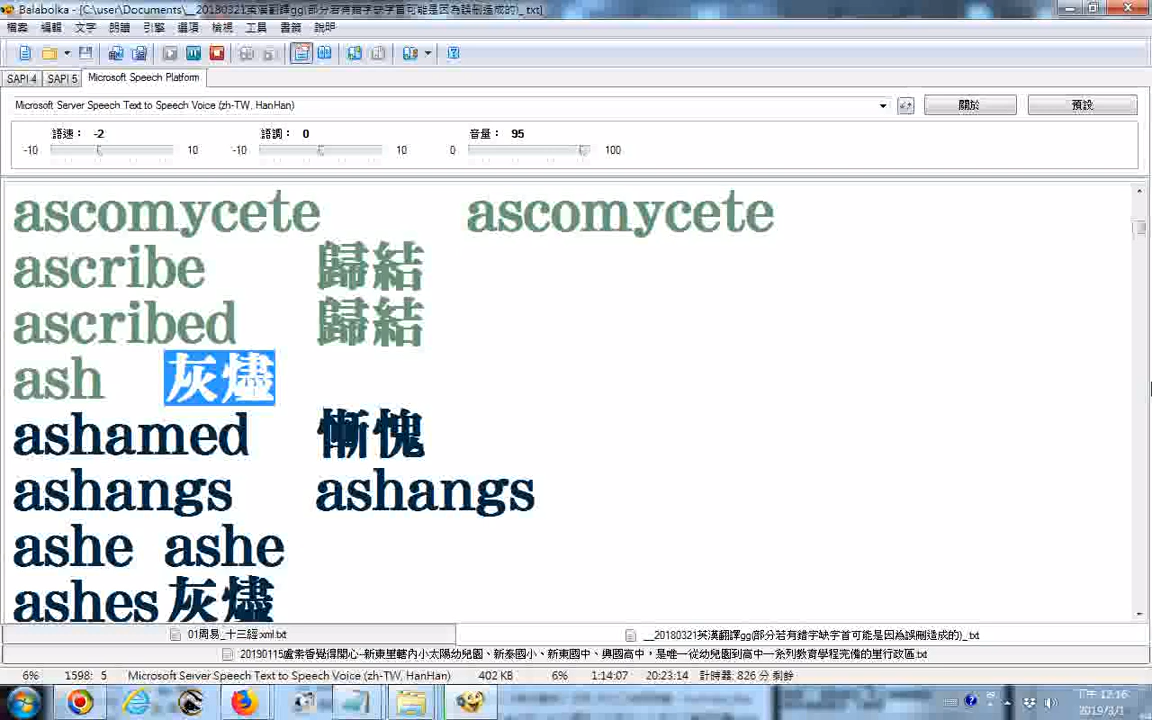 Balabolka - [C:\user\Documents\__20180321英漢翻譯gg(部分若有錯字缺字首可能是因為誤刪造成的)_.txt]
檔案 編輯 文字 朗讀 引擎 選項 檢視 工具 書籤 說明
SAPI 4 SAPI 5 Microsoft Speech Platform
Microsoft Server Speech Text to Speech Voice (zh-TW, HanHan) 關於 預設
語速： -2 語調： 0 音量： 95
-10 10 -10 10 0 100
ascomycete ascomycete
ascribe 歸結
ascribed 歸結
ash 灰燼
ashamed 慚愧
ashangs ashangs
ashe ashe
ashes 灰燼
01周易_十三經.xml.txt __20180321英漢翻譯gg(部分若有錯字缺字首可能是因為誤刪造成的)_.txt
20190115盧素香覺得開心-新東里轄內小太陽幼兒園、新泰國小、新東國中、興國高中，是唯一從幼兒園到高中一系列教育學程完備的里行政區.txt
6% 1598: 5 Microsoft Server Speech Text to Speech Voice (zh-TW, HanHan) 402 KB 6% 1:14:07 20:23:14 計時器: 826 分 剩餘
下午 12:16
2019/3/1